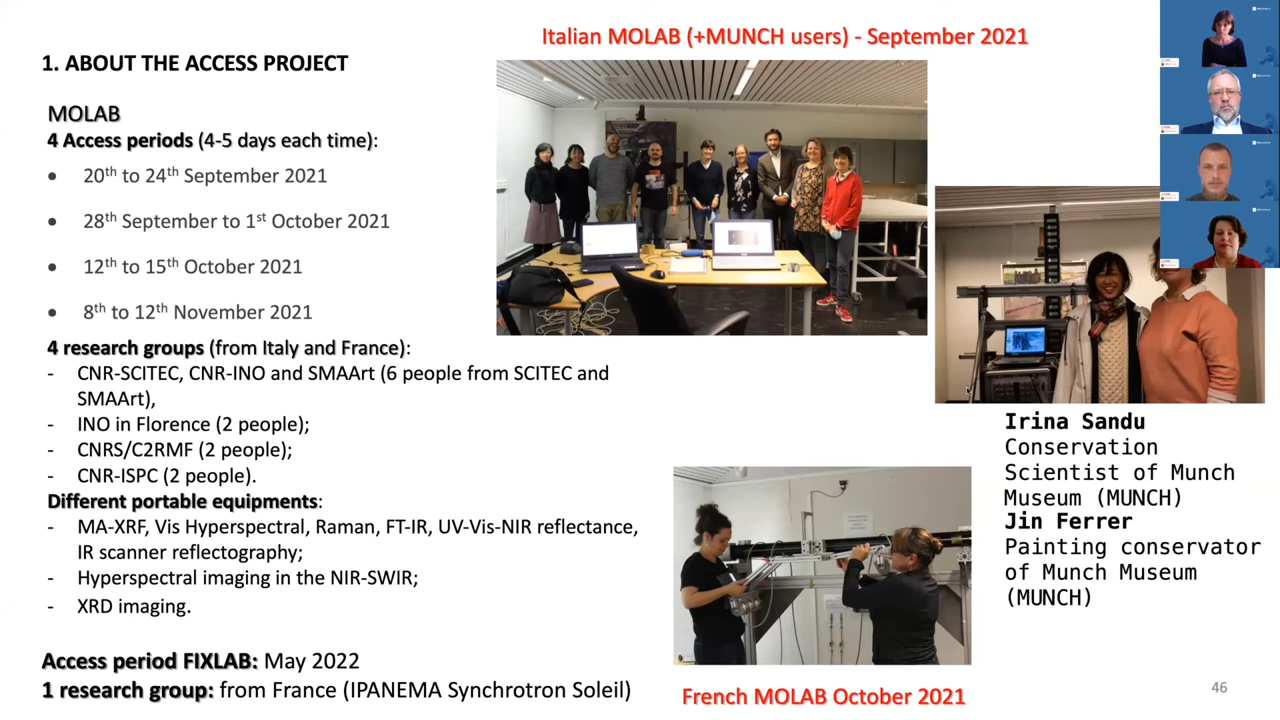 Italian MOLAB (+MUNCH users) - September 2021
1. ABOUT THE ACCESS PROJECT
MOLAB
4 Access periods (4-5 days each time):
• 20th to 24th September 2021
• 28th September to 1st October 2021
• 12th to 15th October 2021
• 8th to 12th November 2021
4 research groups (from Italy and France):
- CNR-SCITEC, CNR-INO and SMAArt (6 people from SCITEC and
SMAArt),
- INO in Florence (2 people);
- CNRS/C2RMF (2 people);
- CNR-ISPC (2 people).
Different portable equipments:
- MA-XRF, Vis Hyperspectral, Raman, FT-IR, UV-Vis-NIR reflectance,
IR scanner reflectography;
- Hyperspectral imaging in the NIR-SWIR;
- XRD imaging.
Access period FIXLAB: May 2022
1 research group: from France (IPANEMA Synchrotron Soleil)
Irina Sandu
Conservation
Scientist of Munch
Museum (MUNCH)
Jin Ferrer
Painting conservator
of Munch Museum
(MUNCH)
French MOLAB October 2021
46